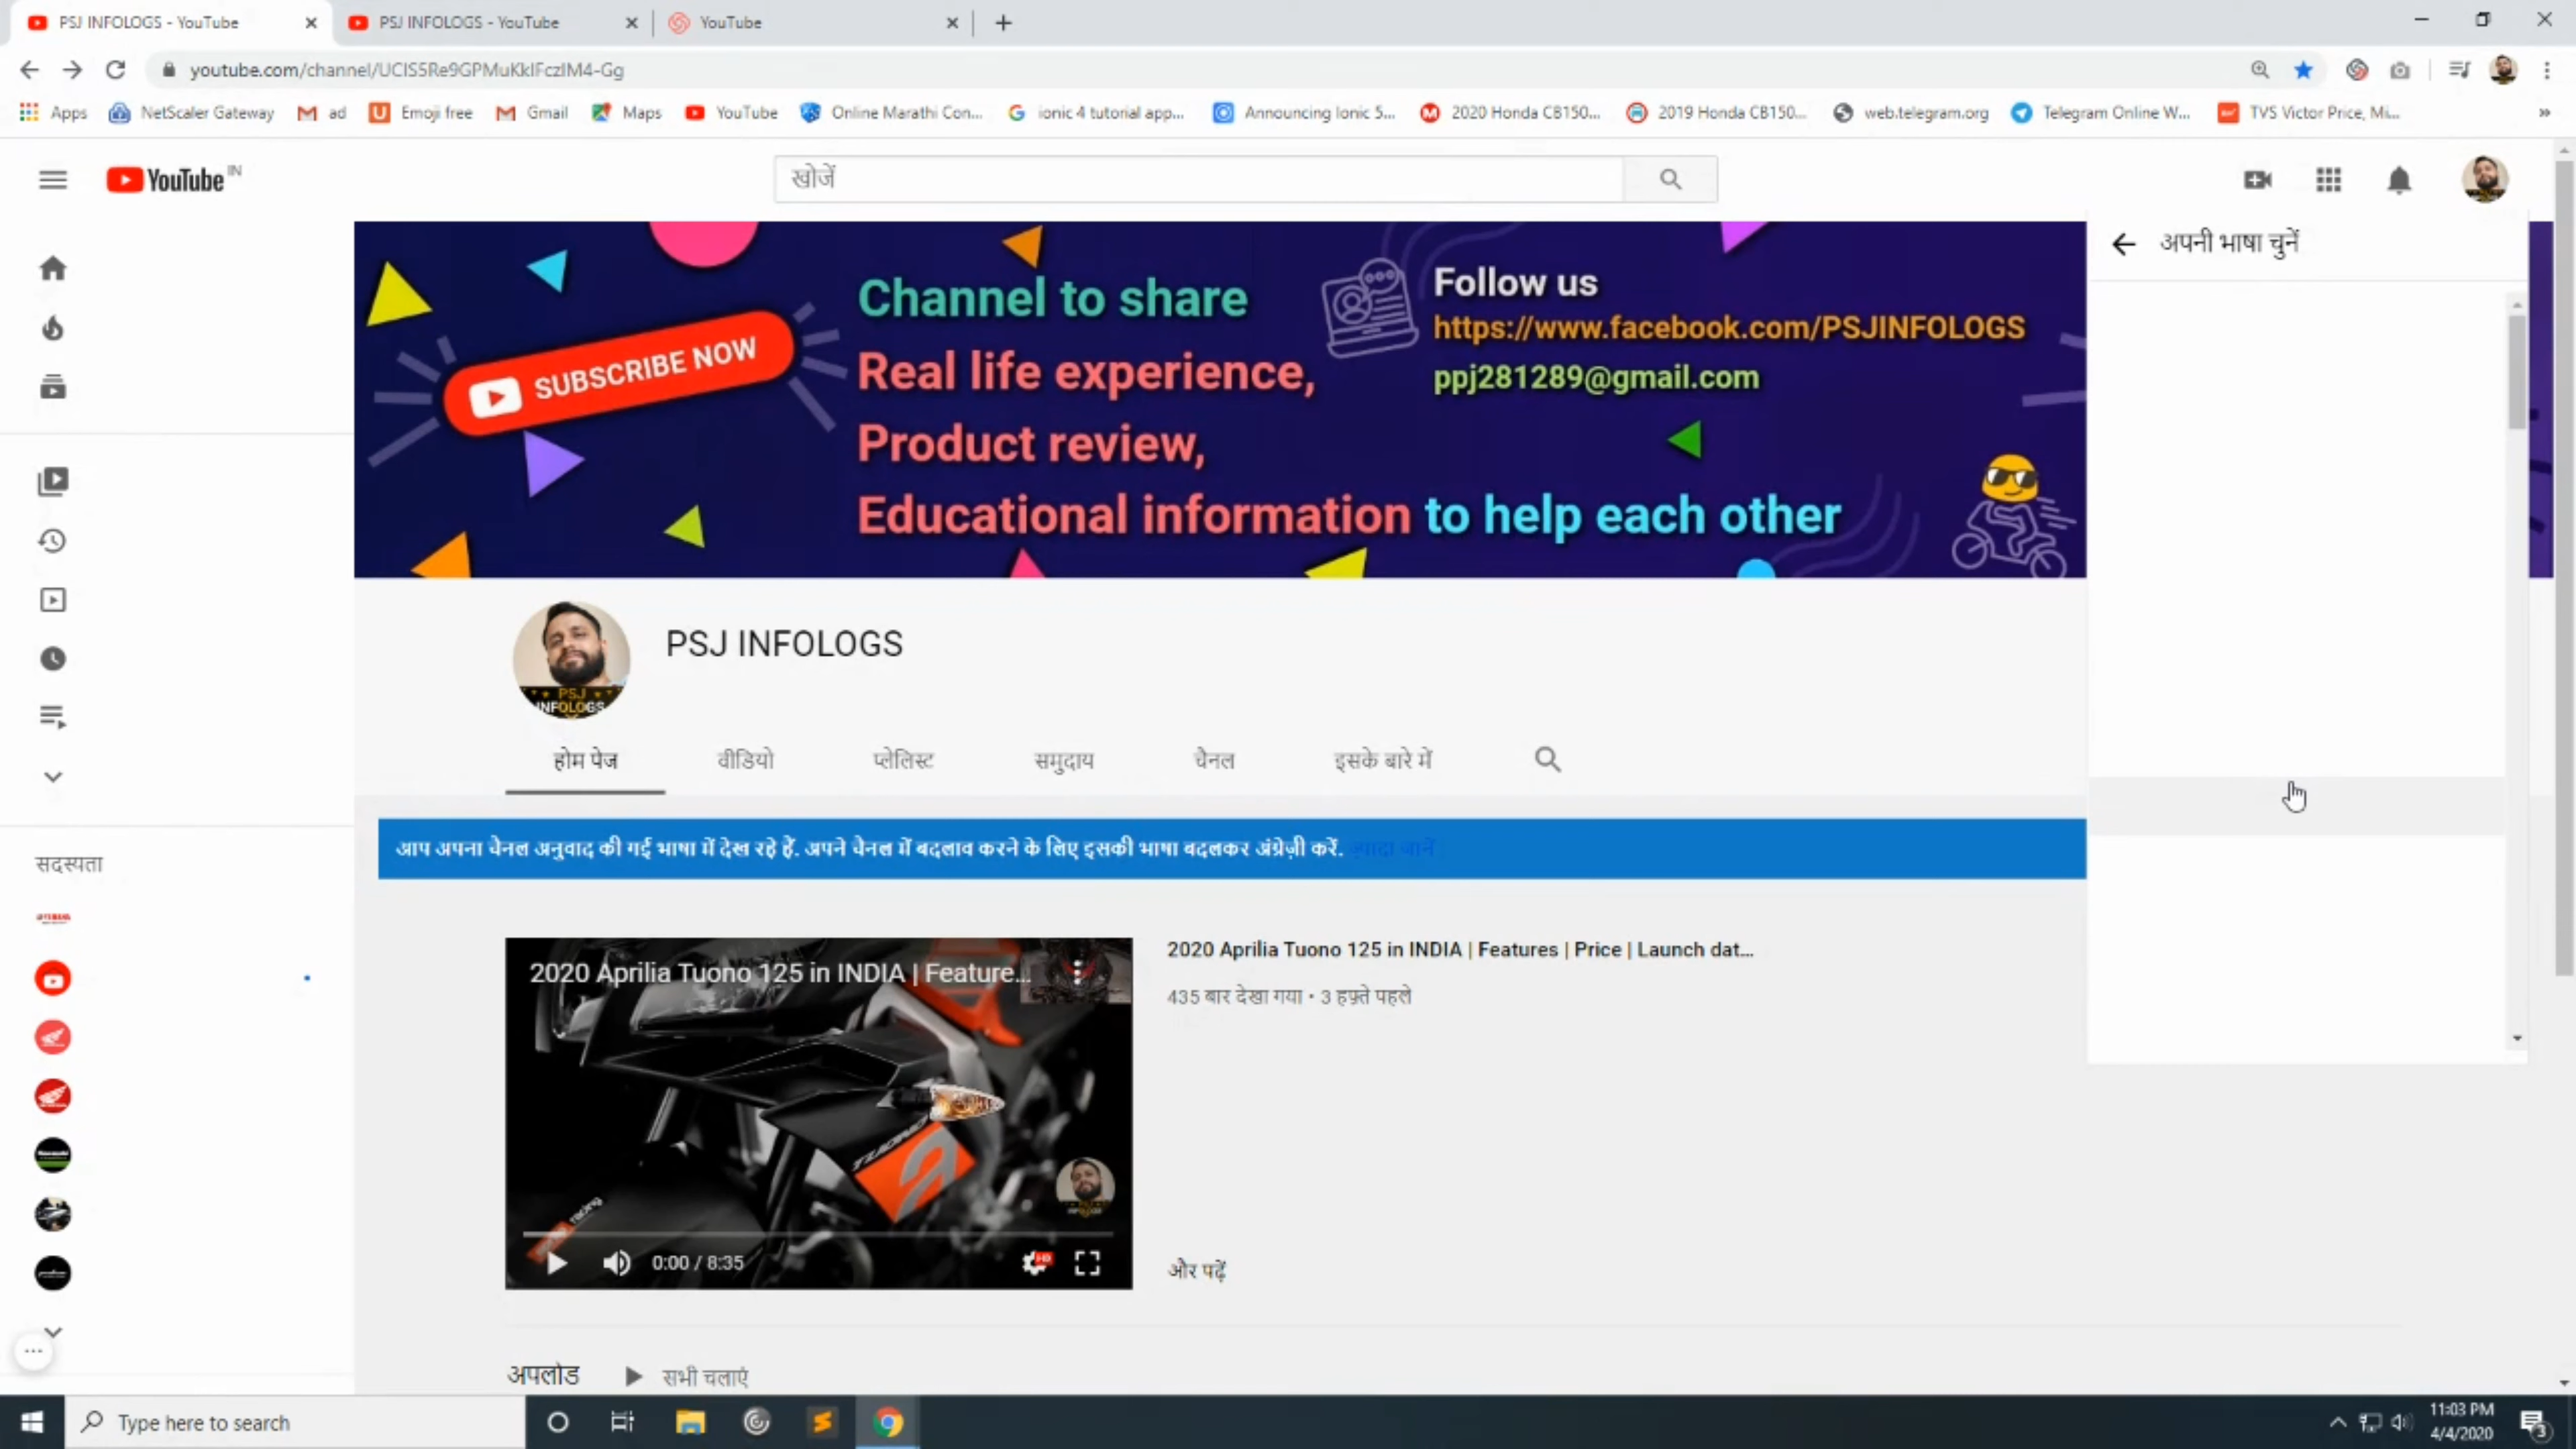 PSJ INFOLOGS - YouTube
PSJ INFOLOGS - YouTube
YouTube
youtube.com/channel/UCIS5Re9GPMuKkIFczIM4-Gg
Apps
NetScaler Gateway
ad
Emoji free
Gmail
Maps
YouTube
Online Marathi Con...
ionic 4 tutorial app...
Announcing Ionic 5...
2020 Honda CB150...
2019 Honda CB150...
web.telegram.org
Telegram Online W...
TVS Victor Price, Mi...
YouTube IN
खोजें
अपनी भाषा चुनें
SUBSCRIBE NOW
Channel to share
Real life experience,
Product review,
Educational information to help each other
Follow us
https://www.facebook.com/PSJINFOLOGS
ppj281289@gmail.com
PSJ
INFOLOGS
PSJ INFOLOGS
होम पेज
वीडियो
प्लेलिस्ट
समुदाय
चैनल
इसके बारे में
आप अपना चैनल अनुवाद की गई भाषा में देख रहे हैं. अपने चैनल में बदलाव करने के लिए इसकी भाषा बदलकर अंग्रेज़ी करें. ज़्यादा जानें
सदस्यता
2020 Aprilia Tuono 125 in INDIA | Feature...
TUONO
racing
0:00 / 8:35
HD
2020 Aprilia Tuono 125 in INDIA | Features | Price | Launch dat...
435 बार देखा गया • 3 हफ़्ते पहले
और पढ़ें
अपलोड
सभी चलाएं
Type here to search
11:03 PM
4/4/2020
3